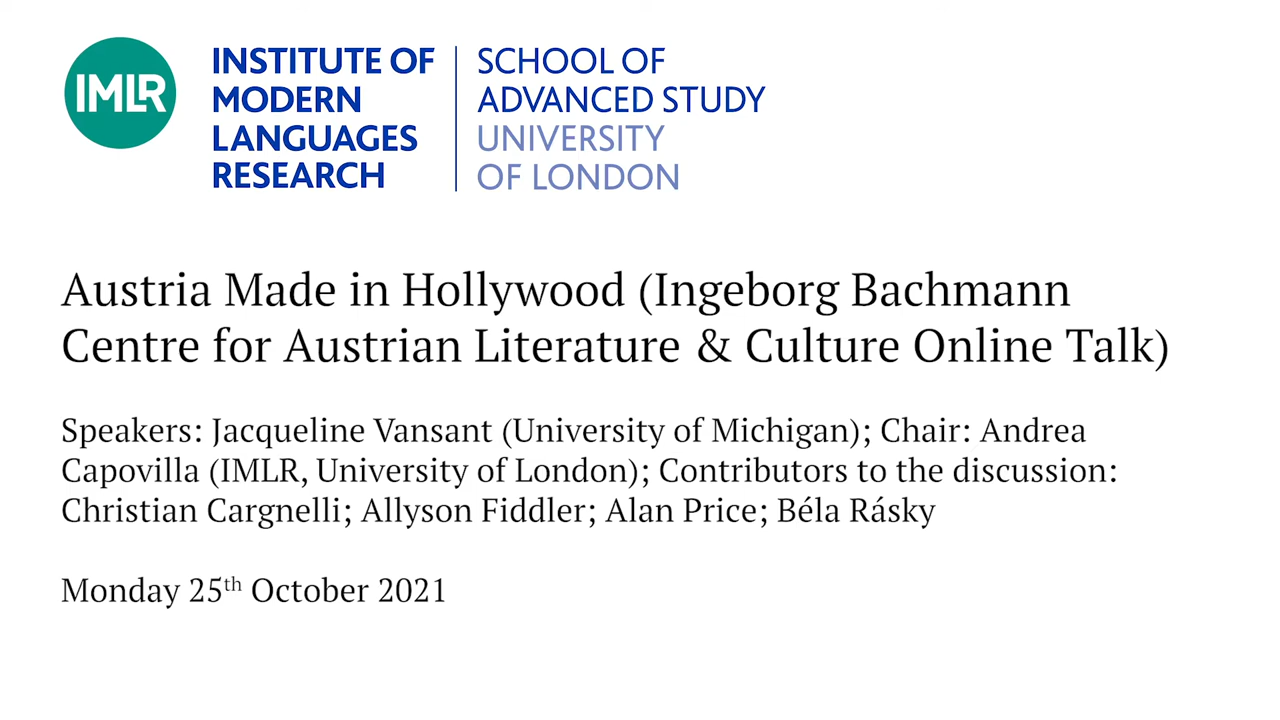 IMLR
INSTITUTE OF
MODERN
LANGUAGES
RESEARCH
SCHOOL OF
ADVANCED STUDY
UNIVERSITY
OF LONDON
Austria Made in Hollywood (Ingeborg Bachmann
Centre for Austrian Literature & Culture Online Talk)
Speakers: Jacqueline Vansant (University of Michigan); Chair: Andrea
Capovilla (IMLR, University of London); Contributors to the discussion:
Christian Cargnelli; Allyson Fiddler; Alan Price; Béla Rásky
Monday 25th October 2021